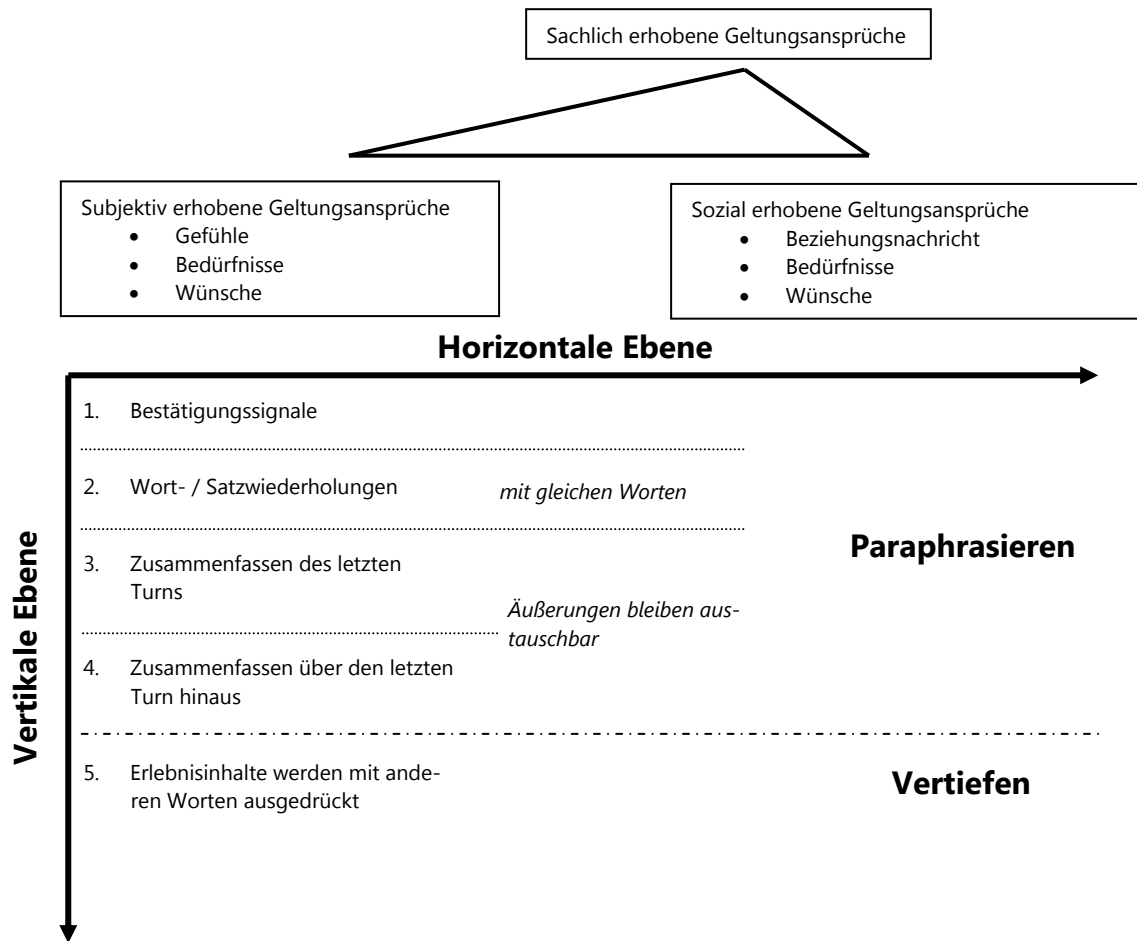 Sachlich erhobene Geltungsansprüche
Subjektiv erhobene Geltungsansprüche
• Gefühle
• Bedürfnisse
• Wünsche
Sozial erhobene Geltungsansprüche
• Beziehungsnachricht
• Bedürfnisse
• Wünsche
Horizontale Ebene
Vertikale Ebene
1. Bestätigungssignale
2. Wort- / Satzwiederholungen
mit gleichen Worten
3. Zusammenfassen des letzten
Turns
Äußerungen bleiben aus-
tauschbar
4. Zusammenfassen über den letzten
Turn hinaus
Paraphrasieren
5. Erlebnisinhalte werden mit ande-
ren Worten ausgedrückt
Vertiefen